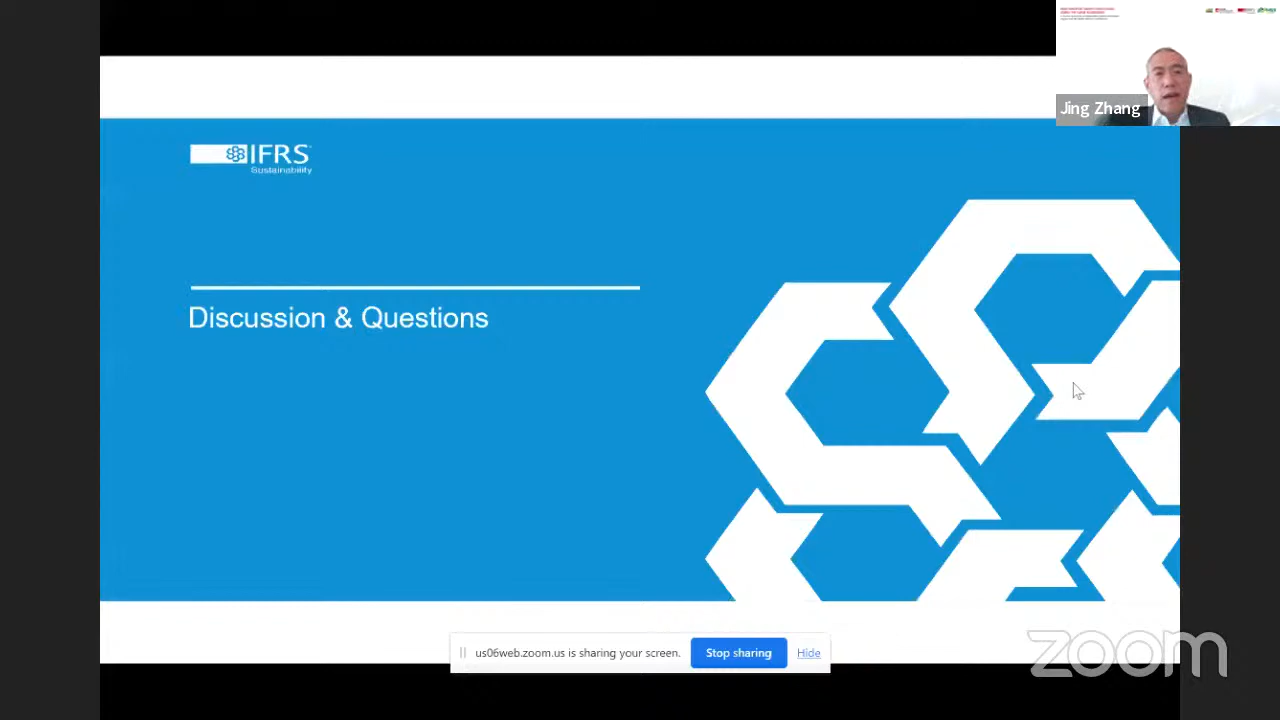 Jing Zhang
IFRS
Sustainability
Discussion & Questions
us06web.zoom.us is sharing your screen.
Stop sharing
Hide
zoom